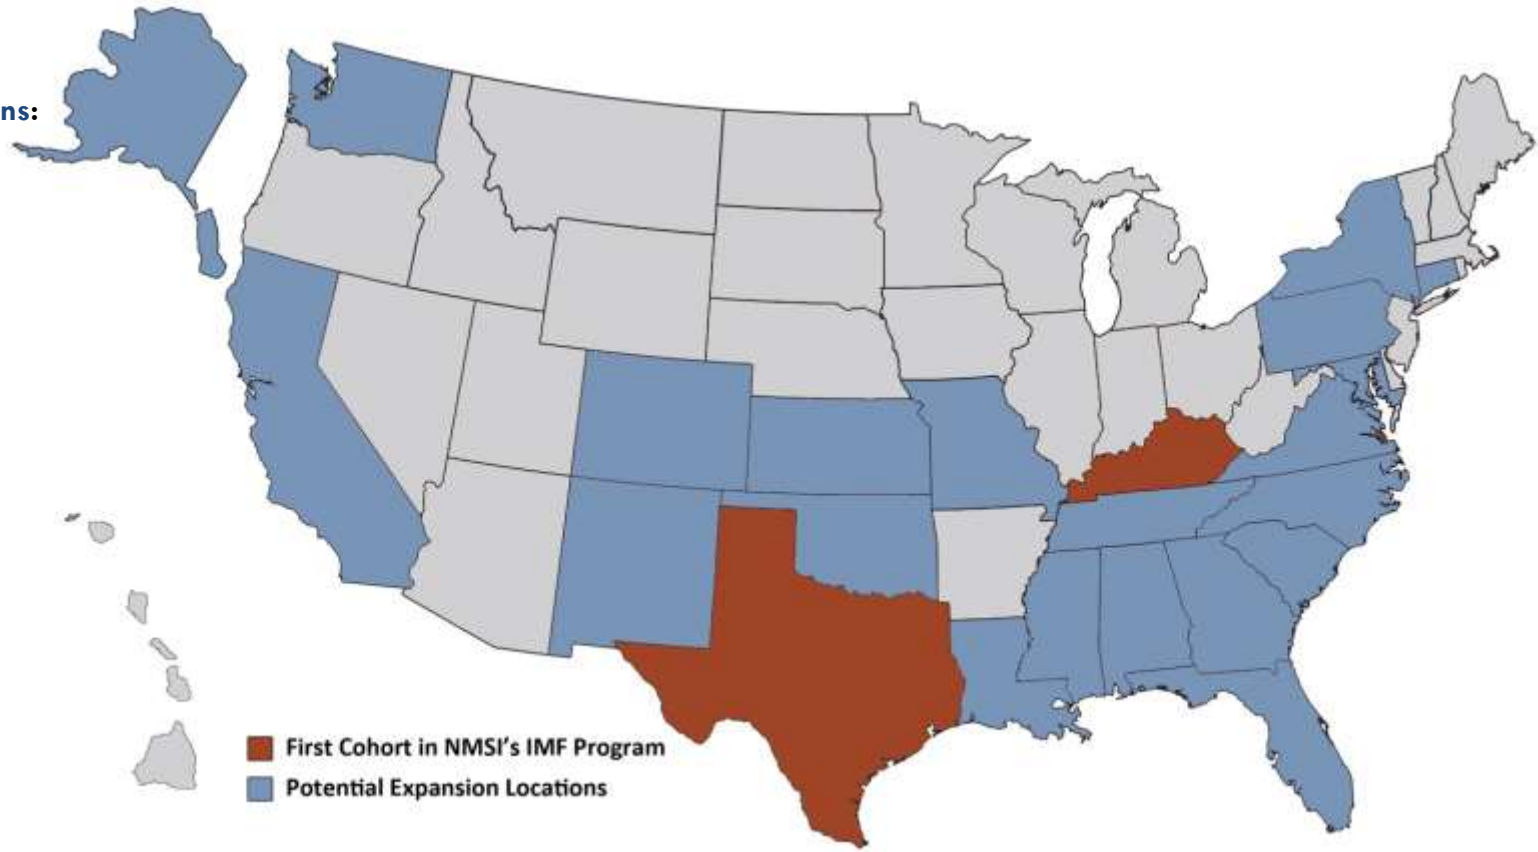 ns:
First Cohort in NMSI's IMF Program
Potential Expansion Locations